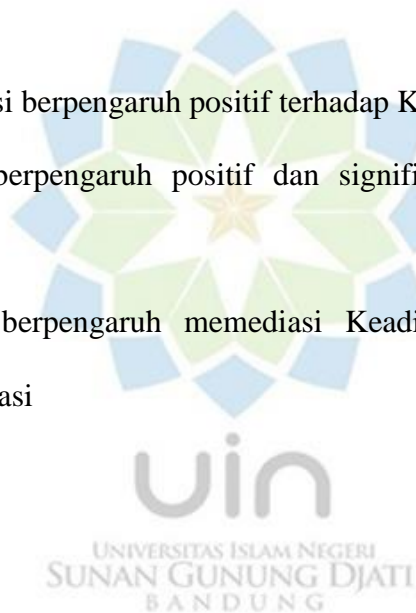 si berpengaruh positif terhadap K
berpengaruh positif dan signifi
berpengaruh memediasi Keadi
asi
uin
UNIVERSITAS ISLAM NEGERI
SUNAN GUNUNG DJATI
BANDUNG